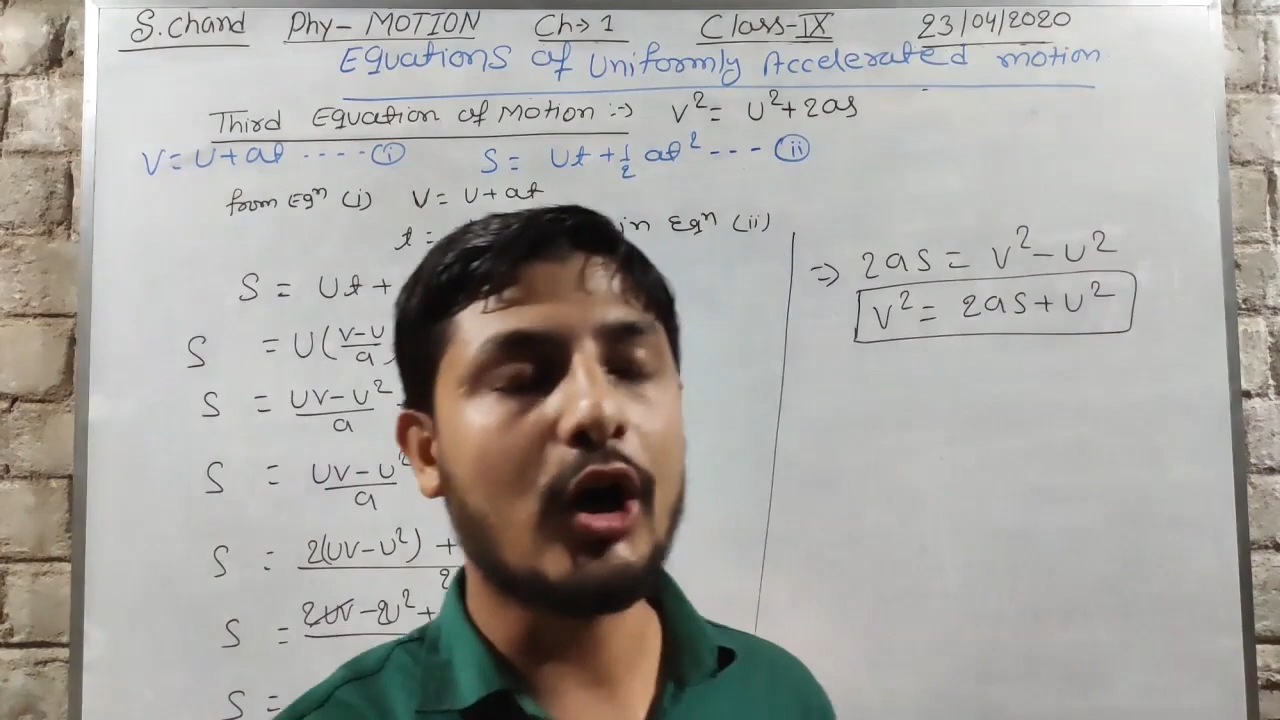 S.Chand Phy-MOTION Ch→1 Class-IX 23/04/2020
Equations of Uniformly Accelerated motion
Third Equation of Motion :→ V² = U²+2as
V = U+at ----(i) S = Ut + 1/2 at² --- (ii)
from Eqⁿ (i) V = U+at
t = in Eqⁿ (ii)
S = Ut +
S = U(v-u/a)
S = UV-U²/a
S = UV-U²/a
S = 2(UV-U²) +
S = 2UV-2U² +
S =
⇒ 2as = V²-U²
V² = 2as+U²